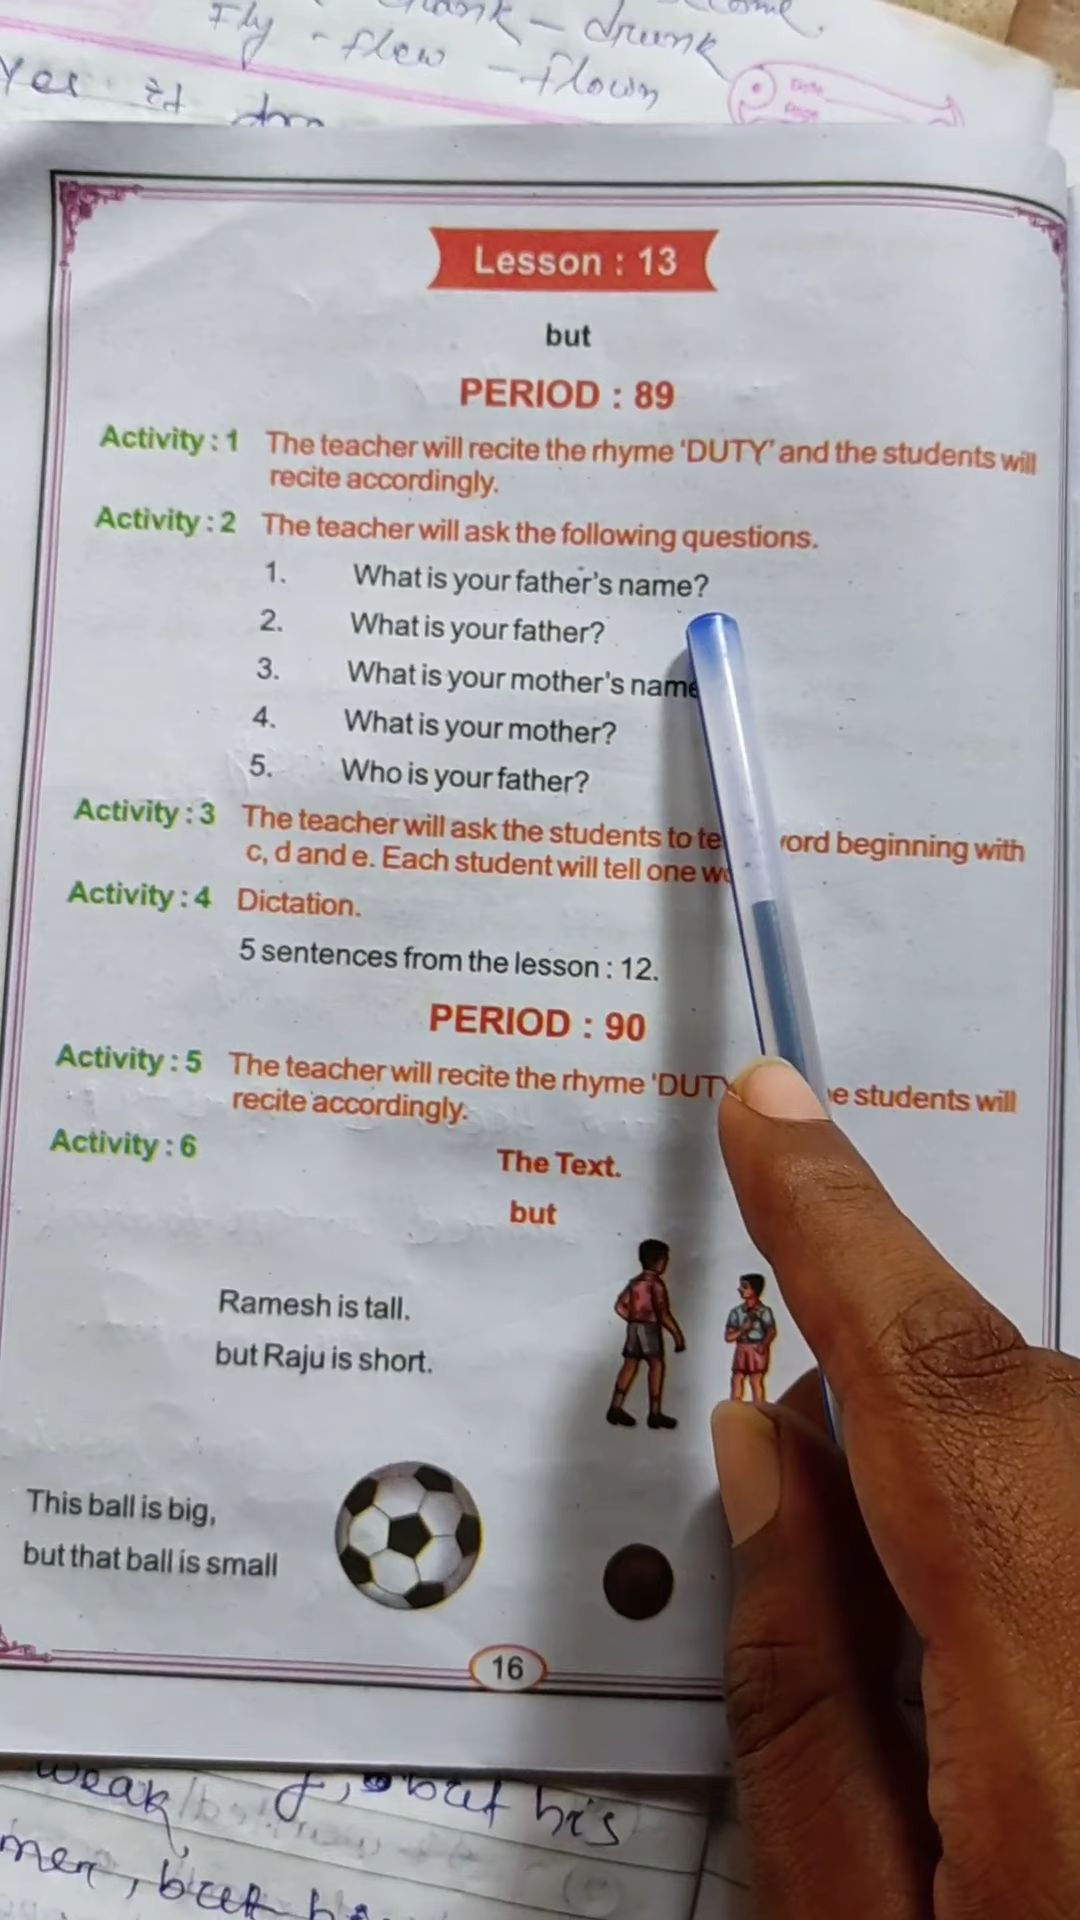 drunk
Fly - flew - flown
Yes it
Date
Page
Lesson : 13
but
PERIOD : 89
Activity : 1 The teacher will recite the rhyme 'DUTY' and the students will
recite accordingly.
Activity : 2 The teacher will ask the following questions.
1. What is your father's name?
2. What is your father?
3. What is your mother's name
4. What is your mother?
5. Who is your father?
Activity : 3 The teacher will ask the students to beginning with
c, d and e. Each student will tell one
Activity : 4 Dictation.
5 sentences from the lesson : 12.
PERIOD : 90
Activity : 5 The teacher will recite the rhyme 'DUTY students will
recite accordingly.
Activity : 6
The Text.
but
Ramesh is tall.
but Raju is short.
This ball is big,
but that ball is small
16
weak but his
but